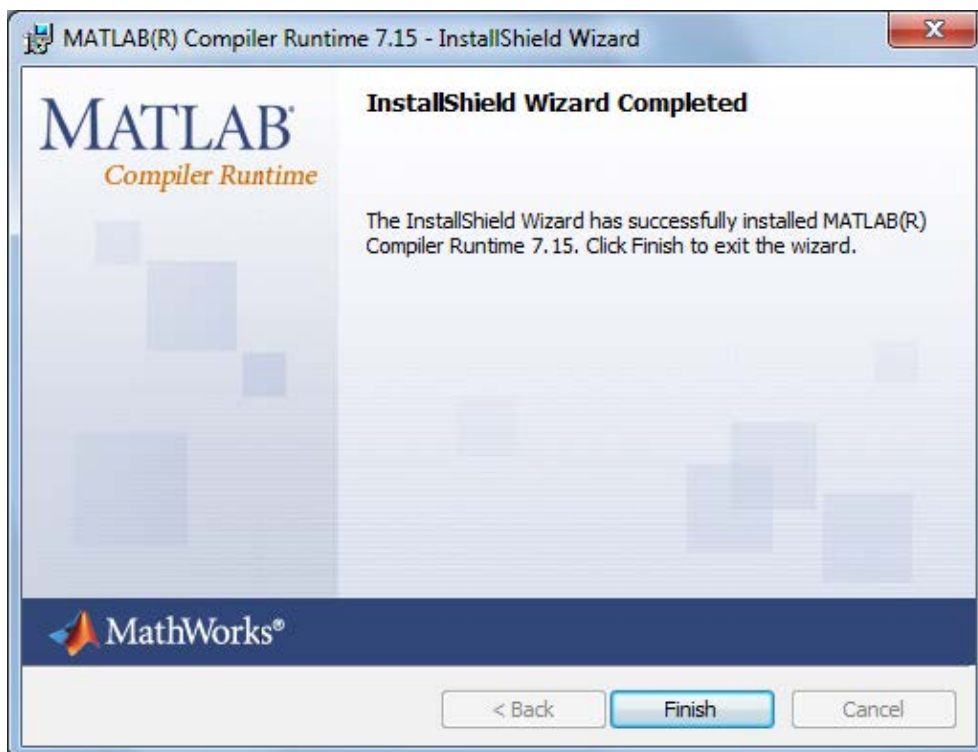 MATLAB(R) Compiler Runtime 7.15 - InstallShield Wizard
MATLAB®
Compiler Runtime
InstallShield Wizard Completed
The InstallShield Wizard has successfully installed MATLAB(R)
Compiler Runtime 7.15. Click Finish to exit the wizard.
MathWorks®
< Back
Finish
Cancel